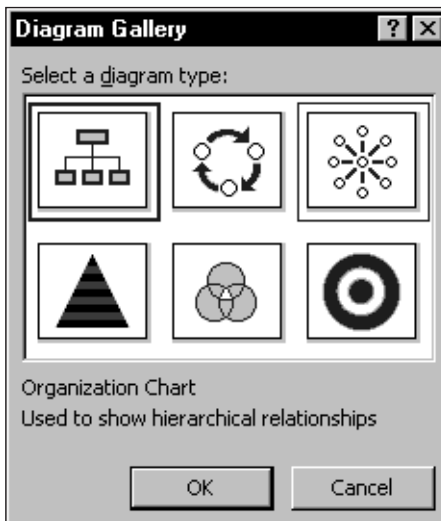 Diagram Gallery
Select a diagram type:
Organization Chart
Used to show hierarchical relationships
OK Cancel